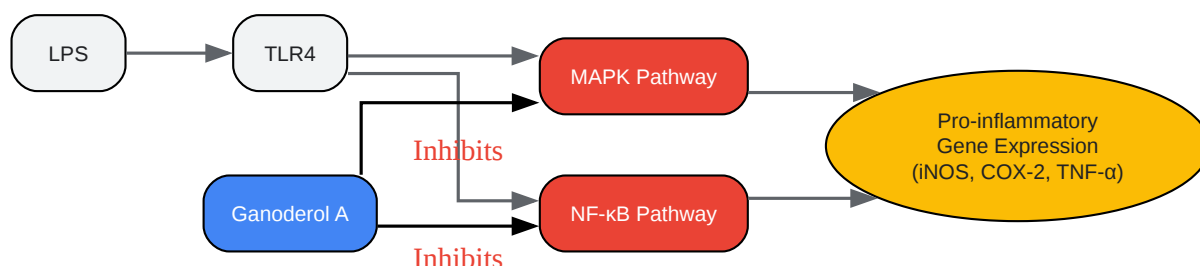 LPS
TLR4
MAPK Pathway
Pro-inflammatory
Gene Expression
(iNOS, COX-2, TNF-α)
Inhibits
Ganoderol A
NF-κB Pathway
Inhibits